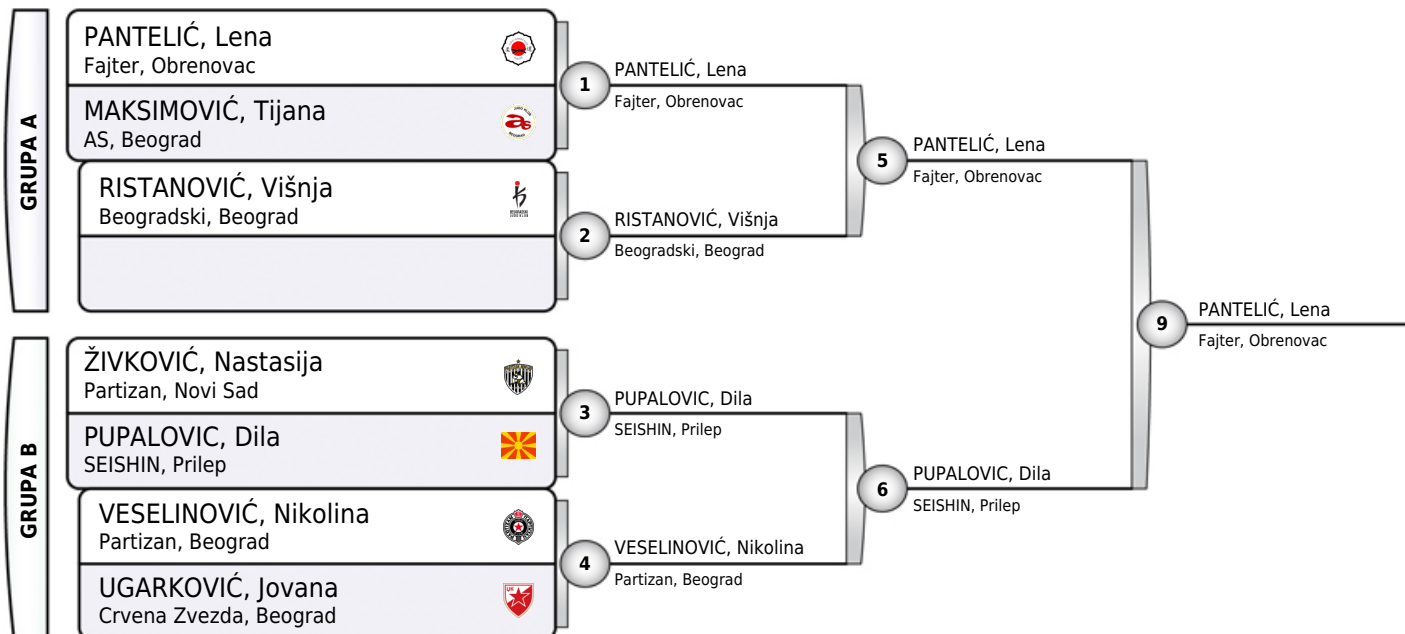 GRUPA A
PANTELIĆ, Lena
Fajter, Obrenovac
MAKSIMOVIĆ, Tijana
AS, Beograd
RISTANOVIĆ, Višnja
Beogradski, Beograd
1
PANTELIĆ, Lena
Fajter, Obrenovac
2
RISTANOVIĆ, Višnja
Beogradski, Beograd
5
PANTELIĆ, Lena
Fajter, Obrenovac
GRUPA B
ŽIVKOVIĆ, Nastasija
Partizan, Novi Sad
PUPALOVIC, Dila
SEISHIN, Prilep
VESELINOVIĆ, Nikolina
Partizan, Beograd
UGARKOVIĆ, Jovana
Crvena Zvezda, Beograd
3
PUPALOVIC, Dila
SEISHIN, Prilep
4
VESELINOVIĆ, Nikolina
Partizan, Beograd
6
PUPALOVIC, Dila
SEISHIN, Prilep
9
PANTELIĆ, Lena
Fajter, Obrenovac